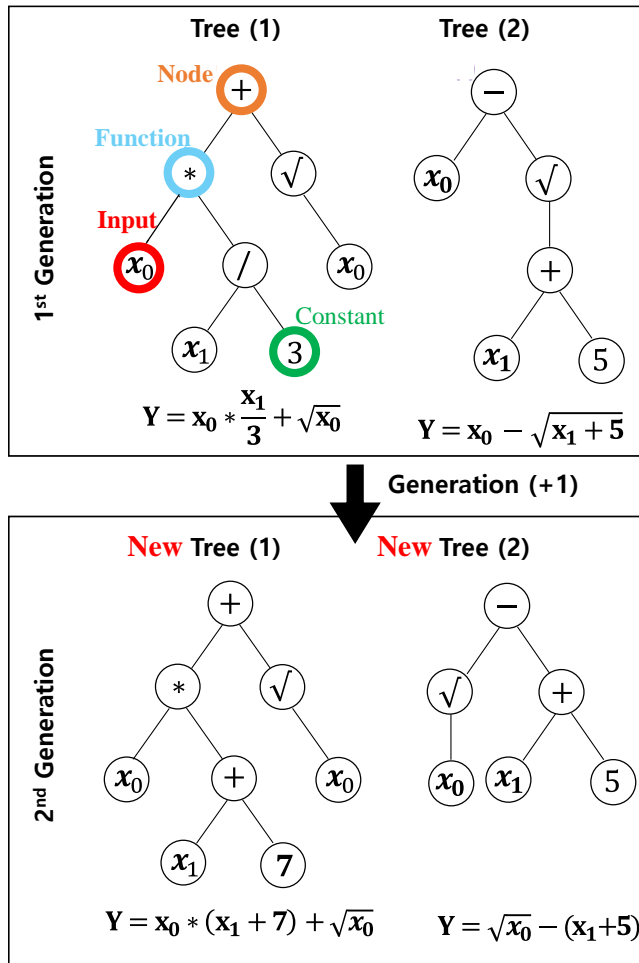 Tree (1) Tree (2)
Node
+ −
Function
* √ x₀ √
Input
x₀ / x₀ +
Constant
x₁ 3 x₁ 5
1st Generation
Y = x₀ * x₁/3 + √x₀ Y = x₀ − √(x₁ + 5)
Generation (+1)
New Tree (1) New Tree (2)
+ −
* √ √ +
x₀ + x₀ x₀ x₁ 5
x₁ 7
2nd Generation
Y = x₀ * (x₁ + 7) + √x₀ Y = √x₀ − (x₁+5)